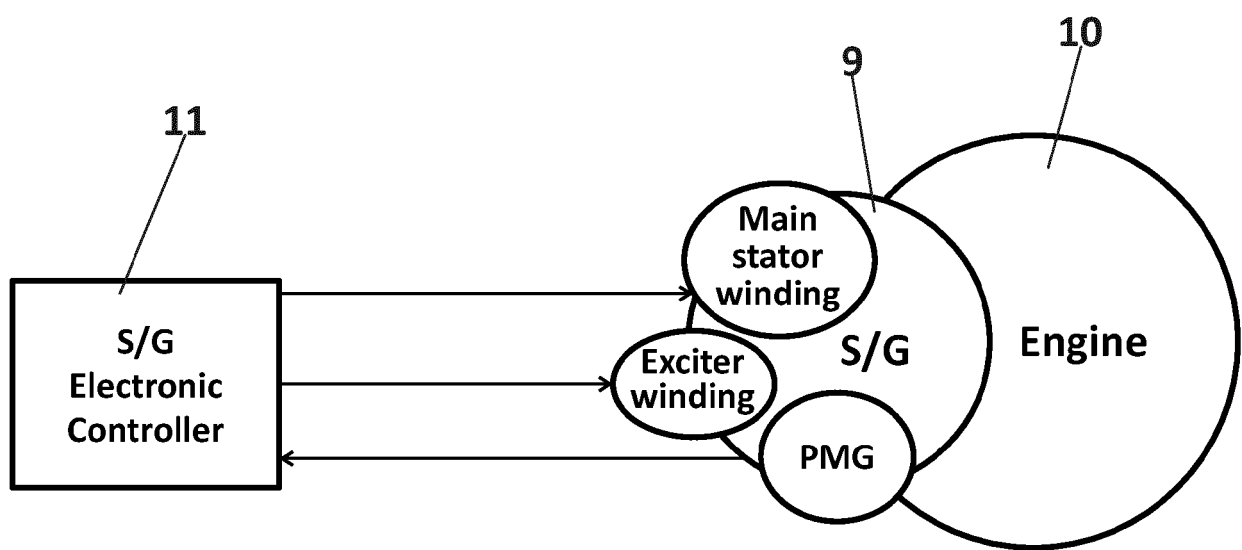 10
9
11
Main
stator
winding
S/G
Electronic
Controller
Exciter
winding
S/G
Engine
PMG